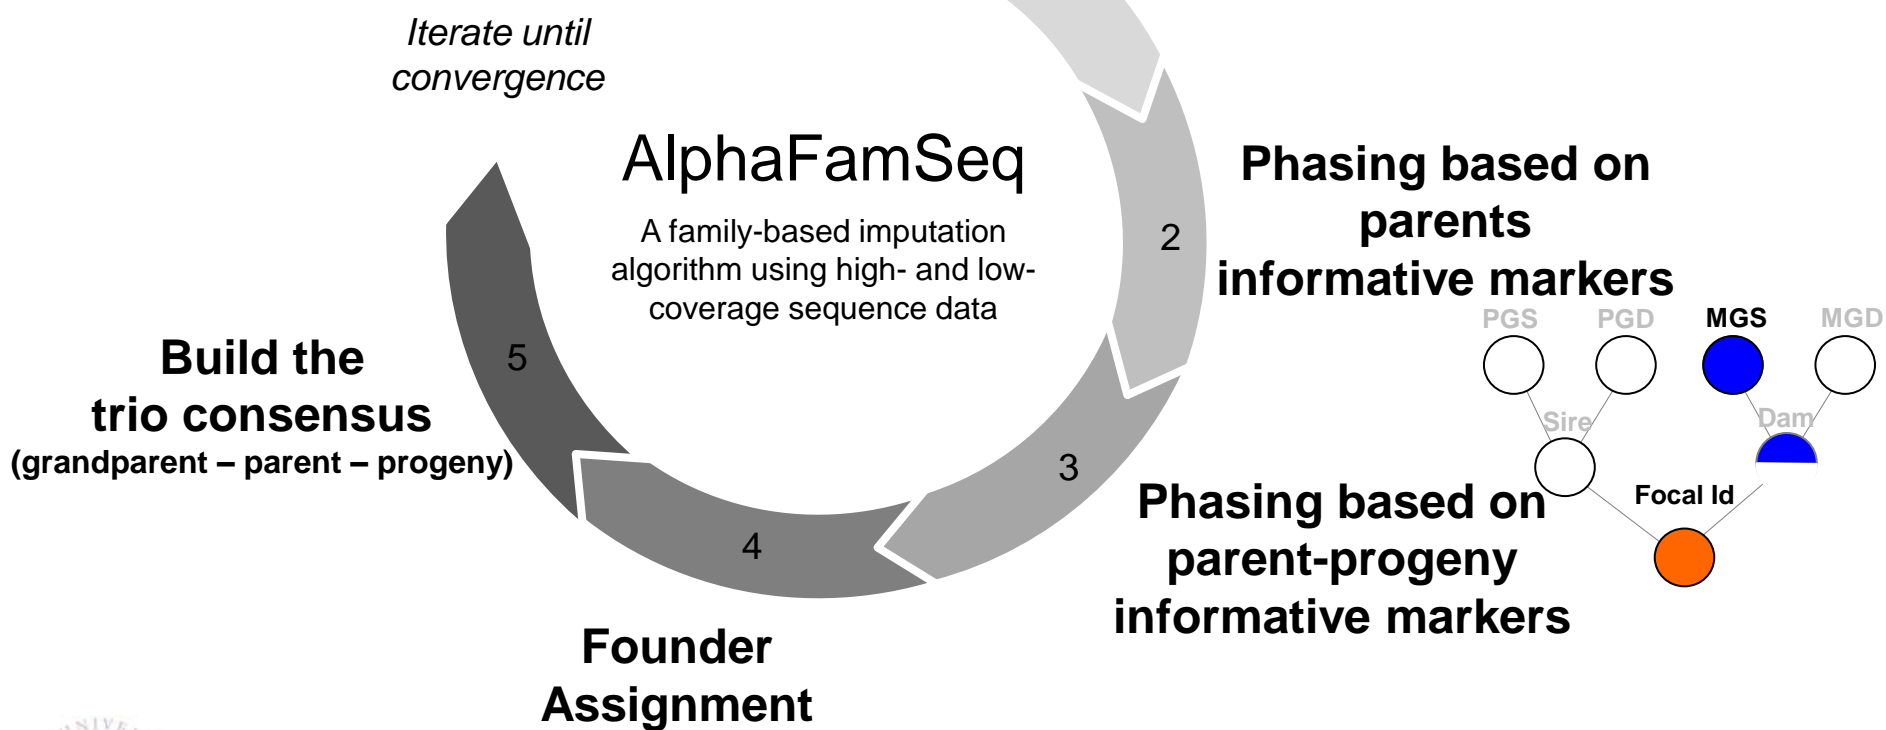 Iterate until
convergence
AlphaFamSeq
A family-based imputation
algorithm using high- and low-
coverage sequence data
2
Phasing based on
parents
informative markers
PGS PGD MGS MGD
Sire Dam
Focal Id
3
Phasing based on
parent-progeny
informative markers
4
Founder
Assignment
5
Build the
trio consensus
(grandparent – parent – progeny)